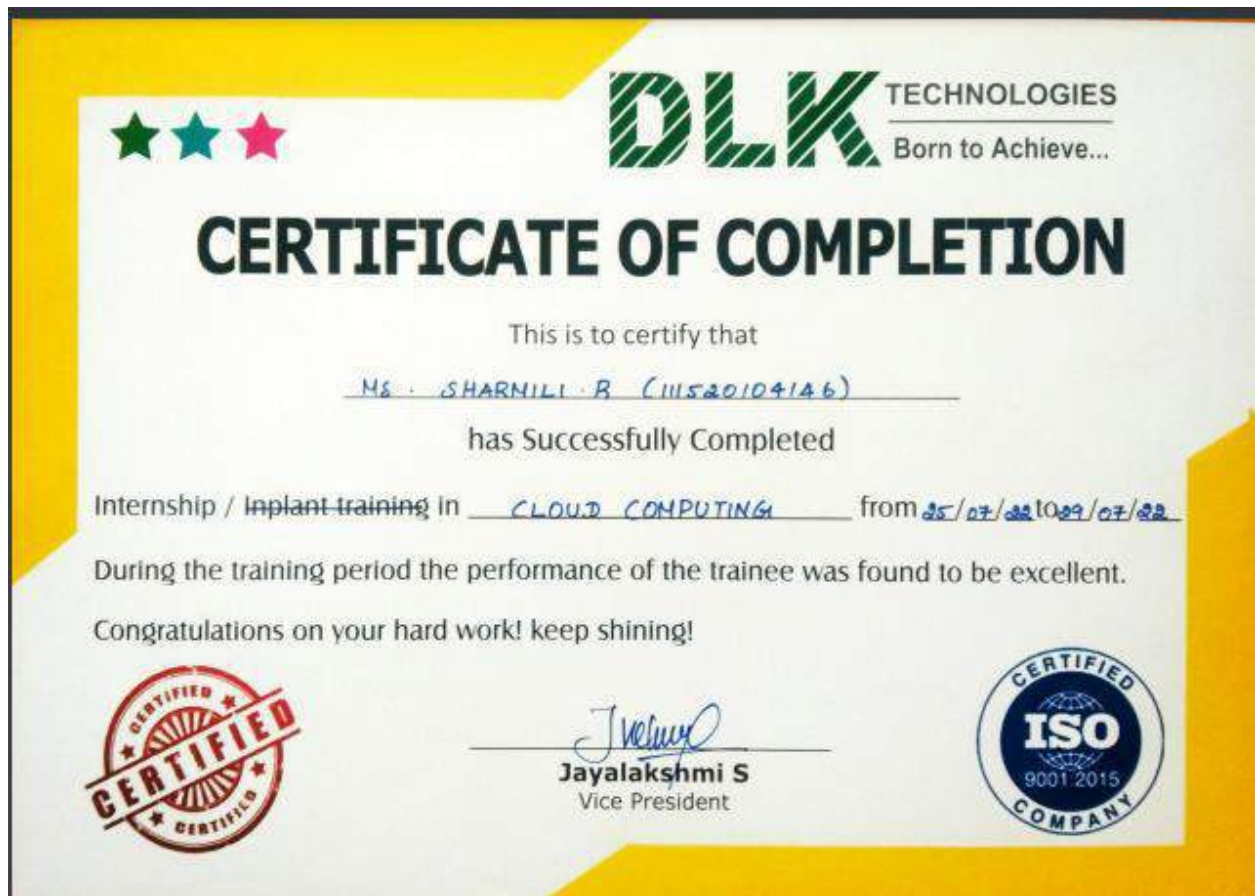 DLK TECHNOLOGIES
Born to Achieve...
CERTIFICATE OF COMPLETION
This is to certify that
MS. SHARMILI R (111520104146)
has Successfully Completed
Internship / Inplant training in CLOUD COMPUTING from 25/07/22 to 29/07/22
During the training period the performance of the trainee was found to be excellent.
Congratulations on your hard work! keep shining!
CERTIFIED
CERTIFIED
CERTIFIED
Jayalakshmi S
Vice President
CERTIFIED
ISO
9001:2015
COMPANY